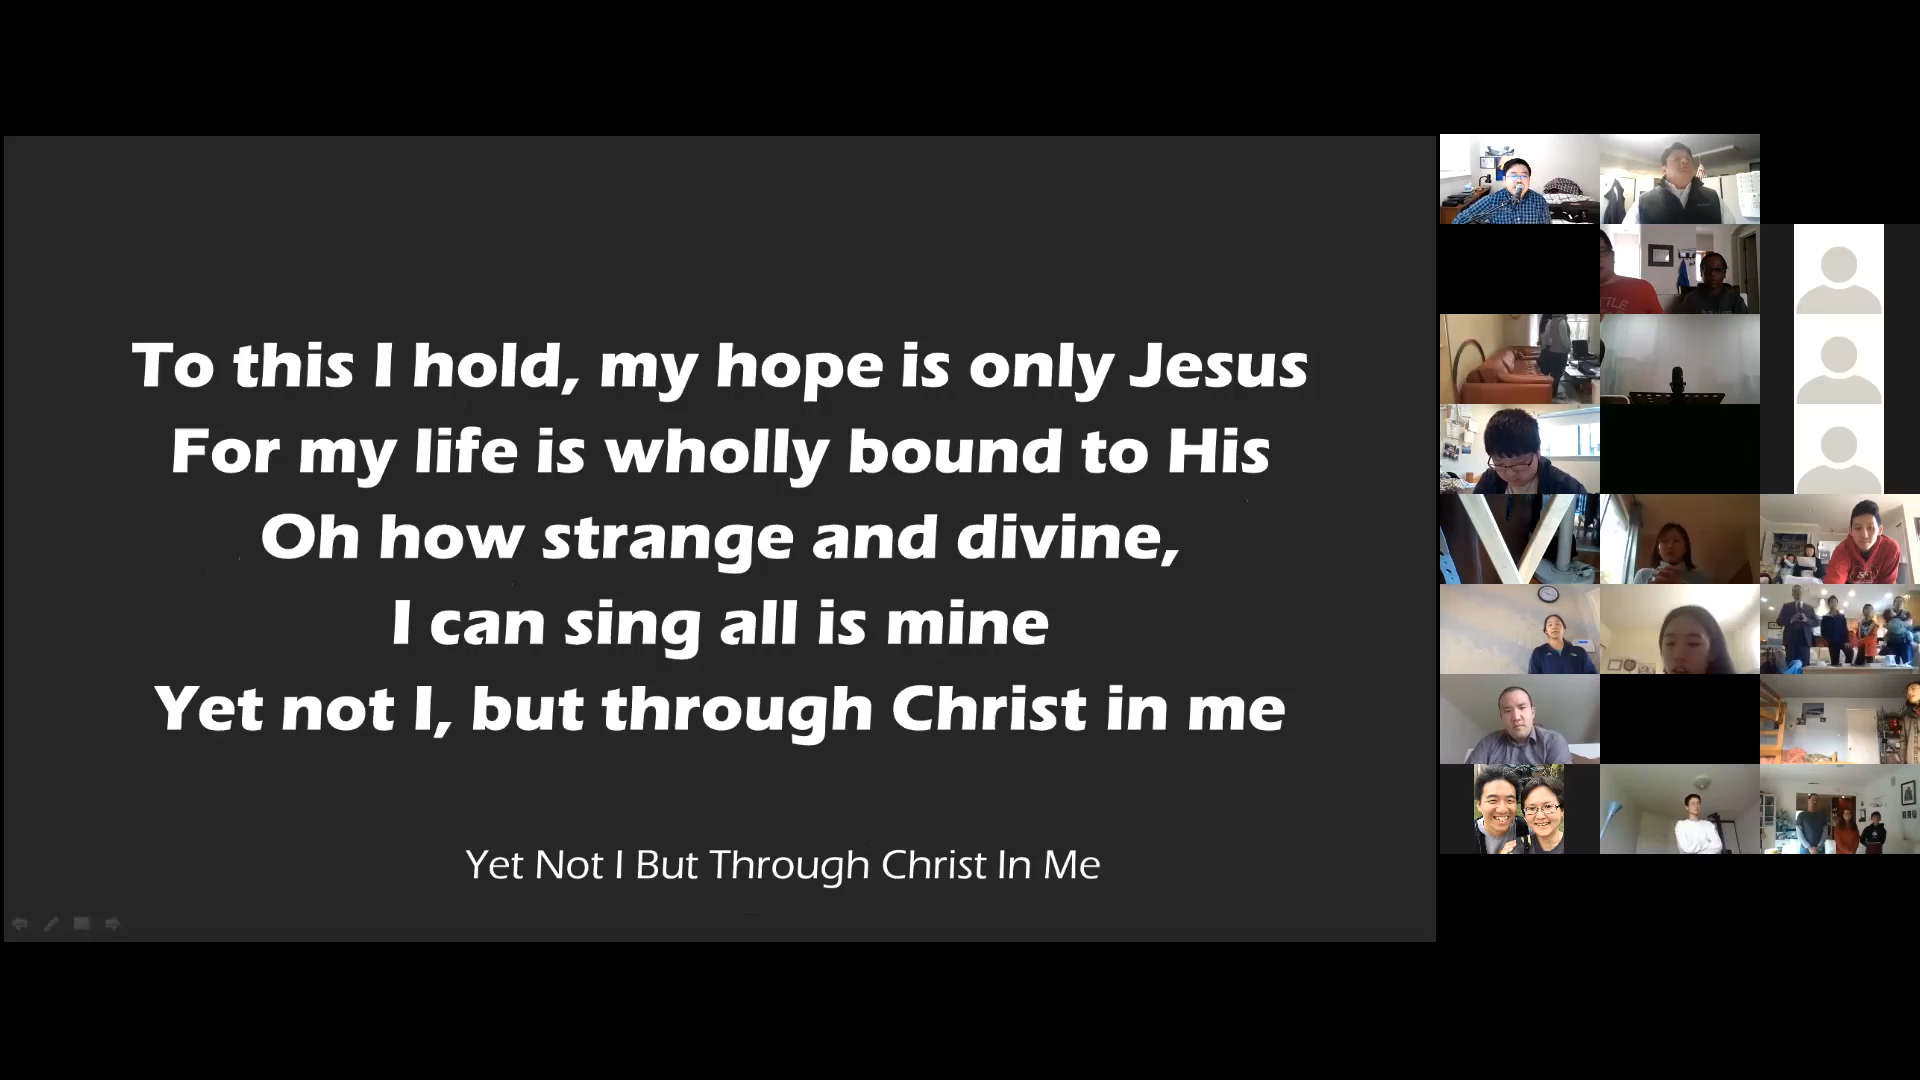 To this I hold, my hope is only Jesus
For my life is wholly bound to His
Oh how strange and divine,
I can sing all is mine
Yet not I, but through Christ in me
Yet Not I But Through Christ In Me